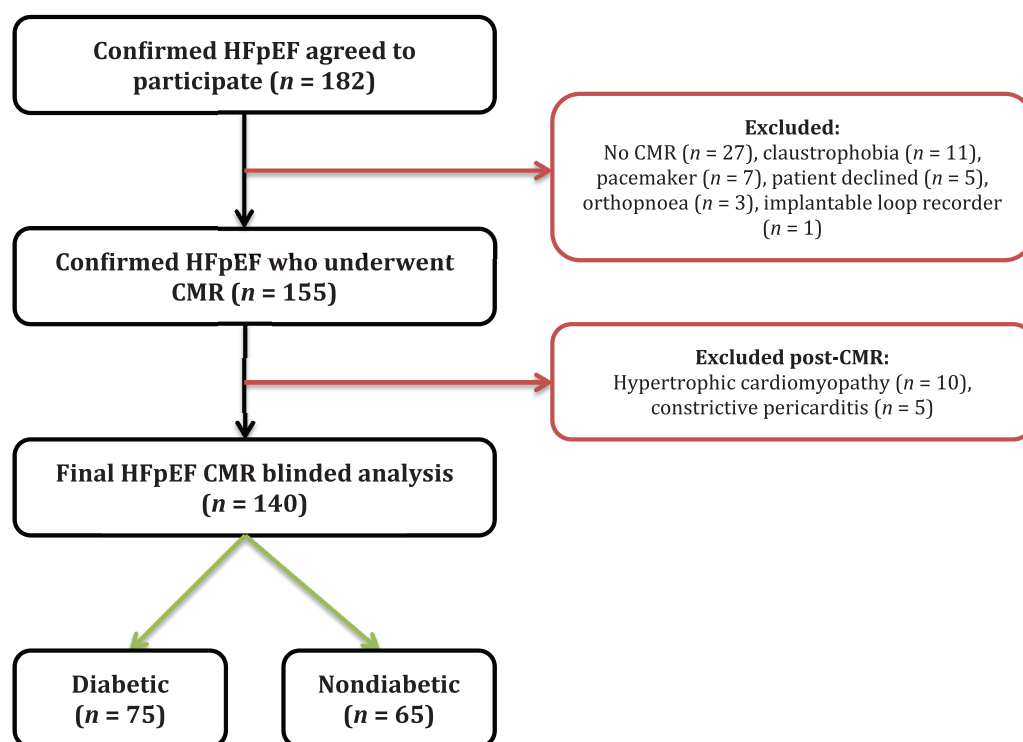 Confirmed HFpEF agreed to
participate (n = 182)
Excluded:
No CMR (n = 27), claustrophobia (n = 11),
pacemaker (n = 7), patient declined (n = 5),
orthopnoea (n = 3), implantable loop recorder
(n = 1)
Confirmed HFpEF who underwent
CMR (n = 155)
Excluded post-CMR:
Hypertrophic cardiomyopathy (n = 10),
constrictive pericarditis (n = 5)
Final HFpEF CMR blinded analysis
(n = 140)
Diabetic
(n = 75)
Nondiabetic
(n = 65)